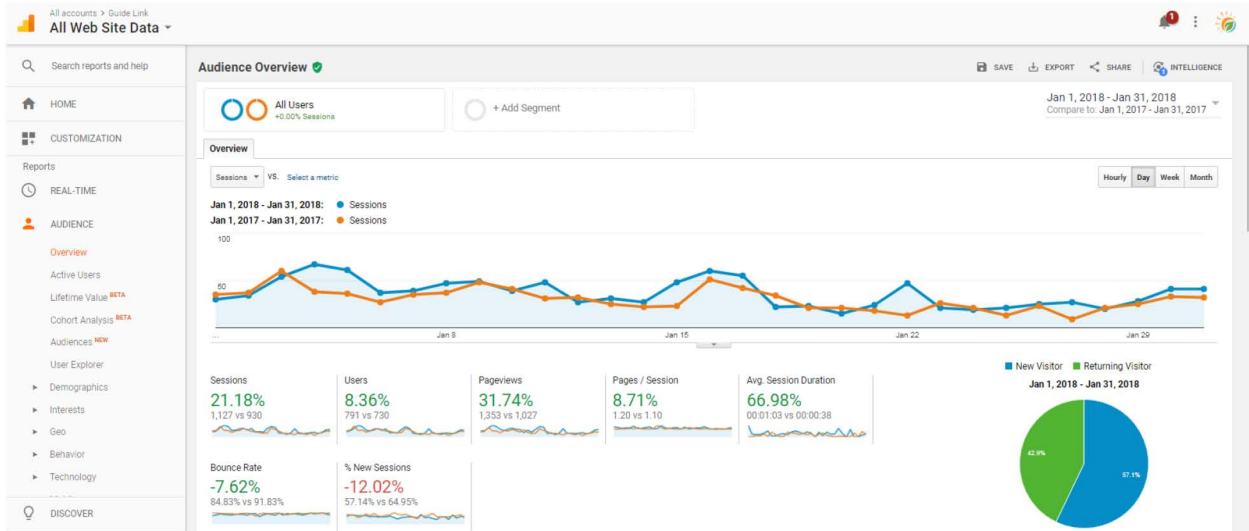 All accounts > Guide Link
All Web Site Data
1
Search reports and help
HOME
CUSTOMIZATION
Reports
REAL-TIME
AUDIENCE
Overview
Active Users
Lifetime Value BETA
Cohort Analysis BETA
Audiences NEW
User Explorer
Demographics
Interests
Geo
Behavior
Technology
DISCOVER
Audience Overview
SAVE EXPORT SHARE INTELLIGENCE
All Users
+0.00% Sessions
+ Add Segment
Jan 1, 2018 - Jan 31, 2018
Compare to: Jan 1, 2017 - Jan 31, 2017
Overview
Sessions VS. Select a metric
Hourly Day Week Month
Jan 1, 2018 - Jan 31, 2018: Sessions
Jan 1, 2017 - Jan 31, 2017: Sessions
100
50
... Jan 8 Jan 15 Jan 22 Jan 29
Sessions
21.18%
1,127 vs 930
Users
8.36%
791 vs 730
Pageviews
31.74%
1,353 vs 1,027
Pages / Session
8.71%
1.20 vs 1.10
Avg. Session Duration
66.98%
00:01:03 vs 00:00:38
Bounce Rate
-7.62%
84.83% vs 91.83%
% New Sessions
-12.02%
57.14% vs 64.95%
New Visitor Returning Visitor
Jan 1, 2018 - Jan 31, 2018
42.9%
57.1%